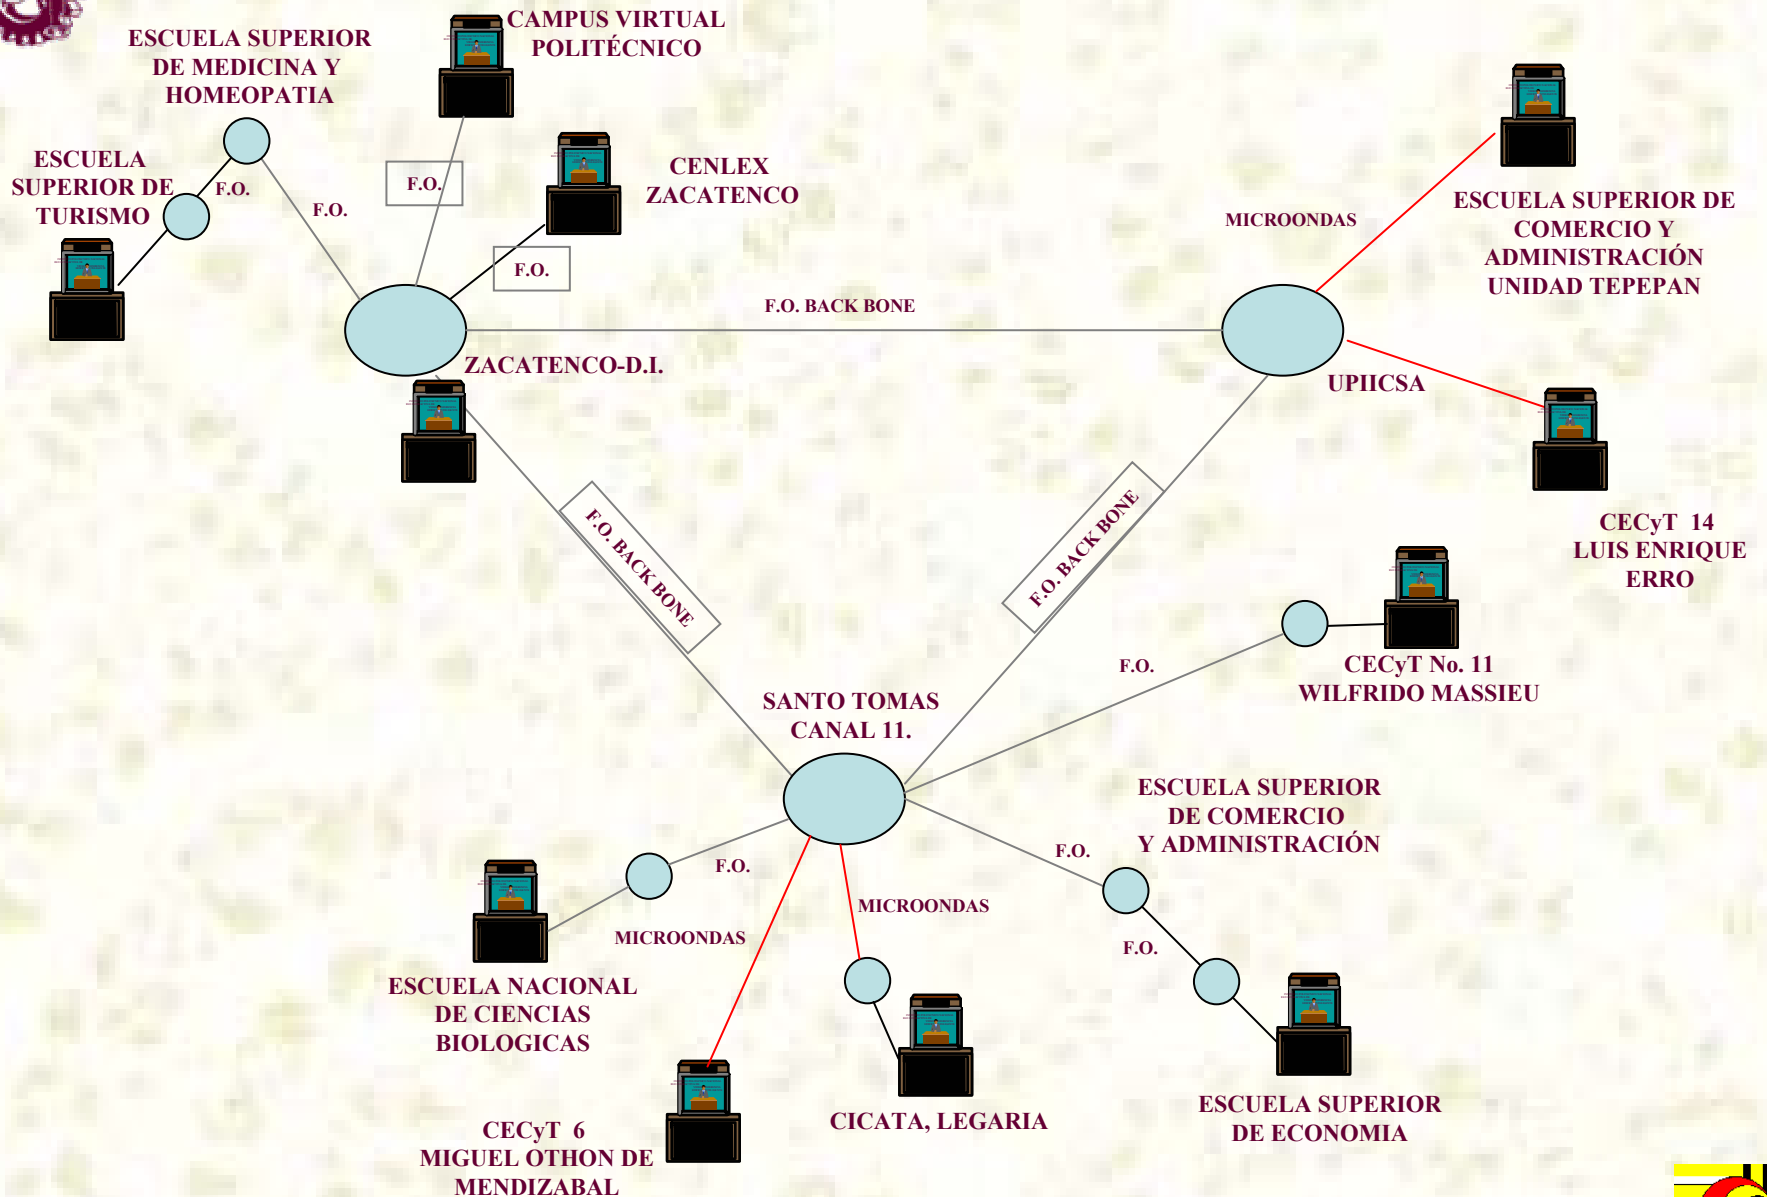 CAMPUS VIRTUAL
POLITÉCNICO
ESCUELA SUPERIOR
DE MEDICINA Y
HOMEOPATIA
ESCUELA
SUPERIOR DE
TURISMO
F.O.
F.O.
F.O.
CENLEX
ZACATENCO
F.O.
MICROONDAS
ESCUELA SUPERIOR DE
COMERCIO Y
ADMINISTRACIÓN
UNIDAD TEPEPAN
F.O. BACK BONE
ZACATENCO-D.I.
UPIICSA
F.O. BACK BONE
F.O. BACK BONE
CECyT 14
LUIS ENRIQUE
ERRO
F.O.
CECyT No. 11
WILFRIDO MASSIEU
SANTO TOMAS
CANAL 11.
ESCUELA SUPERIOR
DE COMERCIO
Y ADMINISTRACIÓN
F.O.
F.O.
MICROONDAS
MICROONDAS
F.O.
ESCUELA NACIONAL
DE CIENCIAS
BIOLOGICAS
CICATA, LEGARIA
ESCUELA SUPERIOR
DE ECONOMIA
CECyT 6
MIGUEL OTHON DE
MENDIZABAL